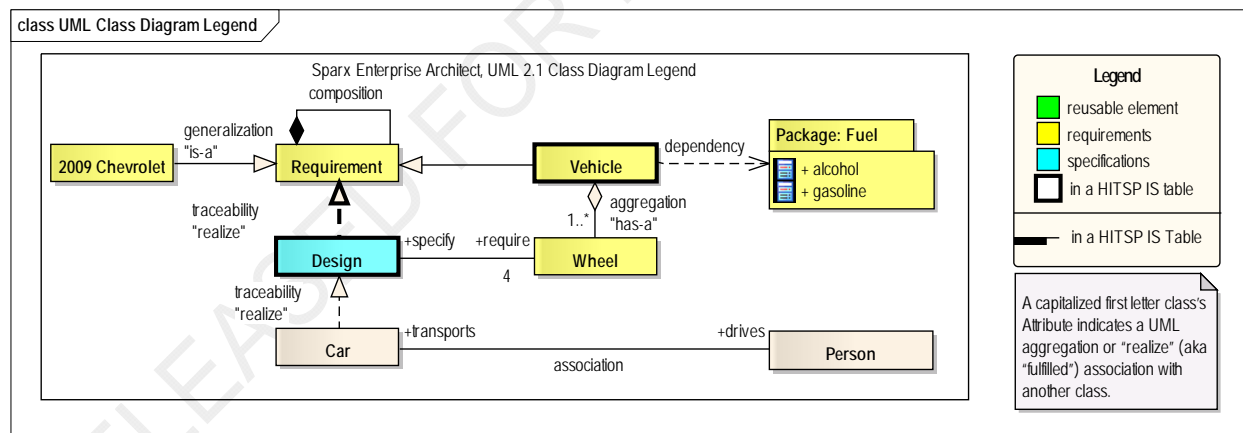 class UML Class Diagram Legend
Sparx Enterprise Architect, UML 2.1 Class Diagram Legend
composition
generalization
"is-a"
2009 Chevrolet
Requirement
Vehicle
dependency
Package: Fuel
+ alcohol
+ gasoline
traceability
"realize"
aggregation
"has-a"
1..*
Design
+specify
+require
4
Wheel
traceability
"realize"
Car
+transports
association
+drives
Person
Legend
reusable element
requirements
specifications
in a HITSP IS table
in a HITSP IS Table
A capitalized first letter class's
Attribute indicates a UML
aggregation or “realize” (aka
“fulfilled”) association with
another class.
LEASED FOR